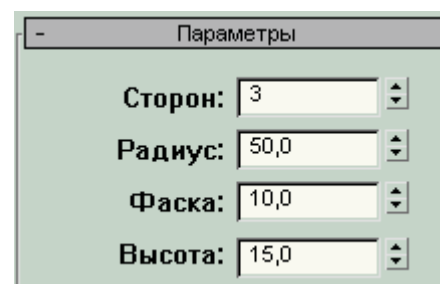 - Параметры
Сторон: 3
Радиус: 50,0
Фаска: 10,0
Высота: 15,0